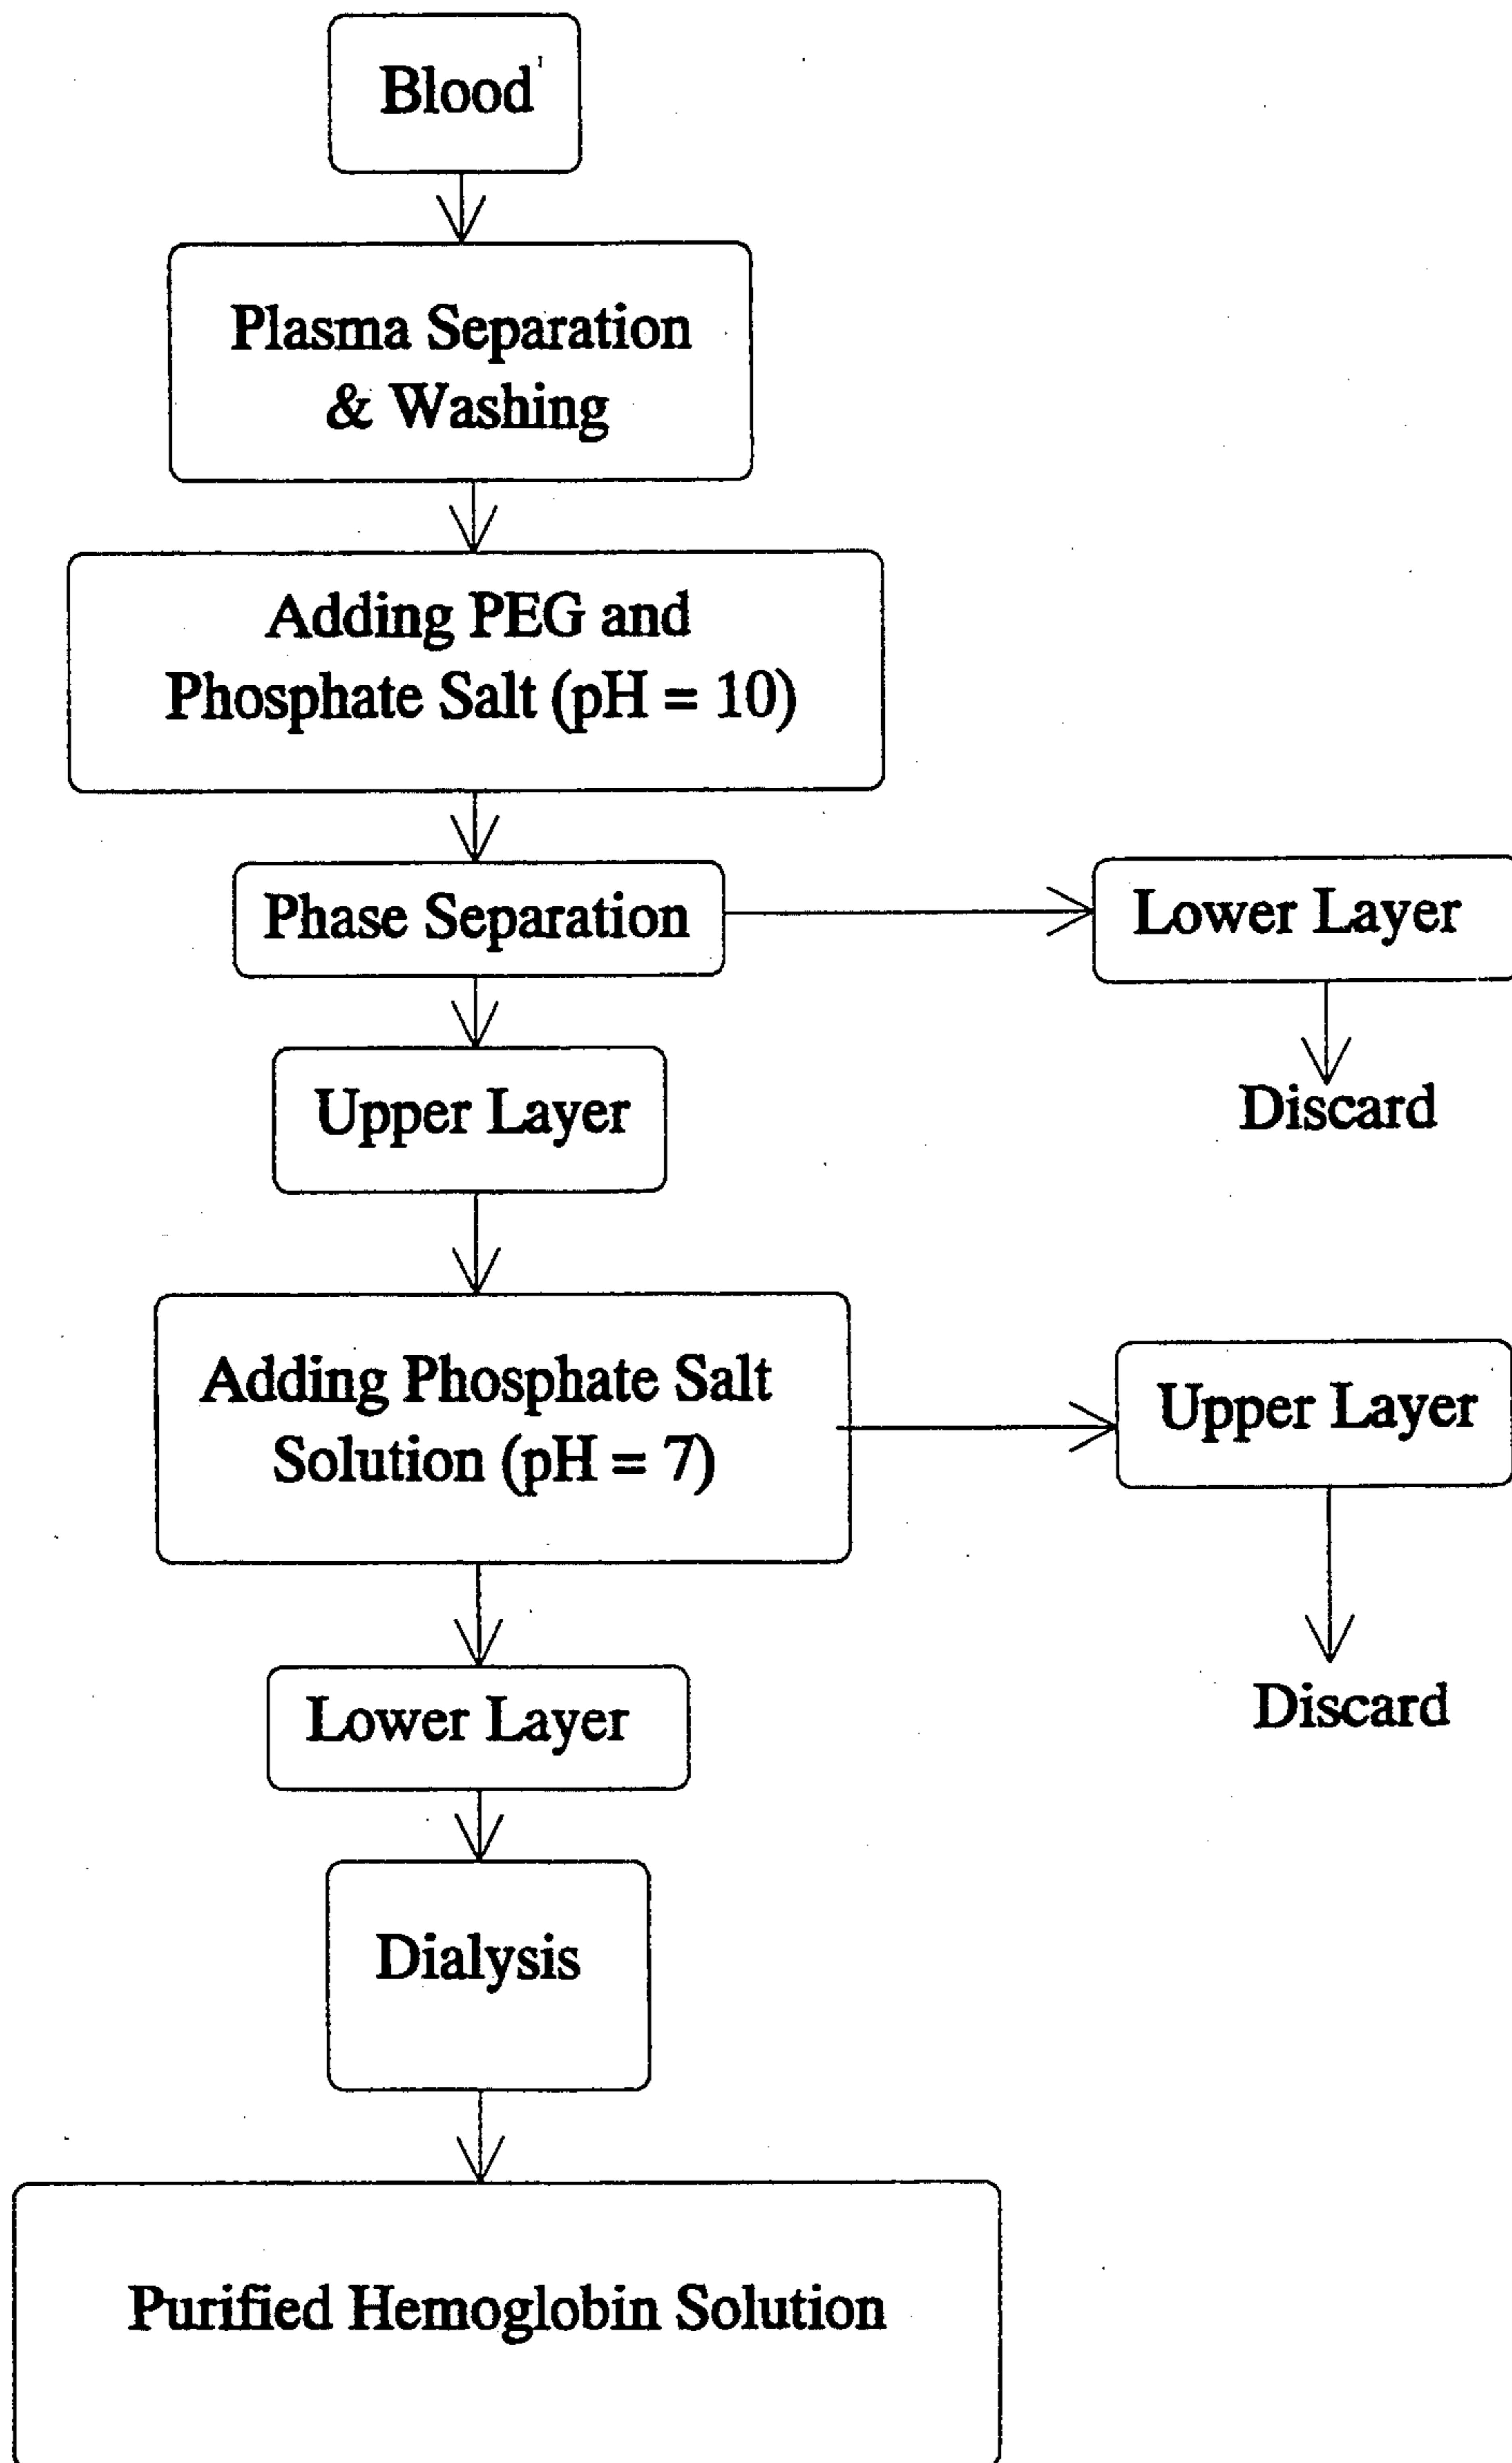 Blood
Plasma Separation
& Washing
Adding PEG and
Phosphate Salt (pH = 10)
Phase Separation
Lower Layer
Upper Layer
Discard
Adding Phosphate Salt
Solution (pH = 7)
Upper Layer
Lower Layer
Discard
Dialysis
Purified Hemoglobin Solution